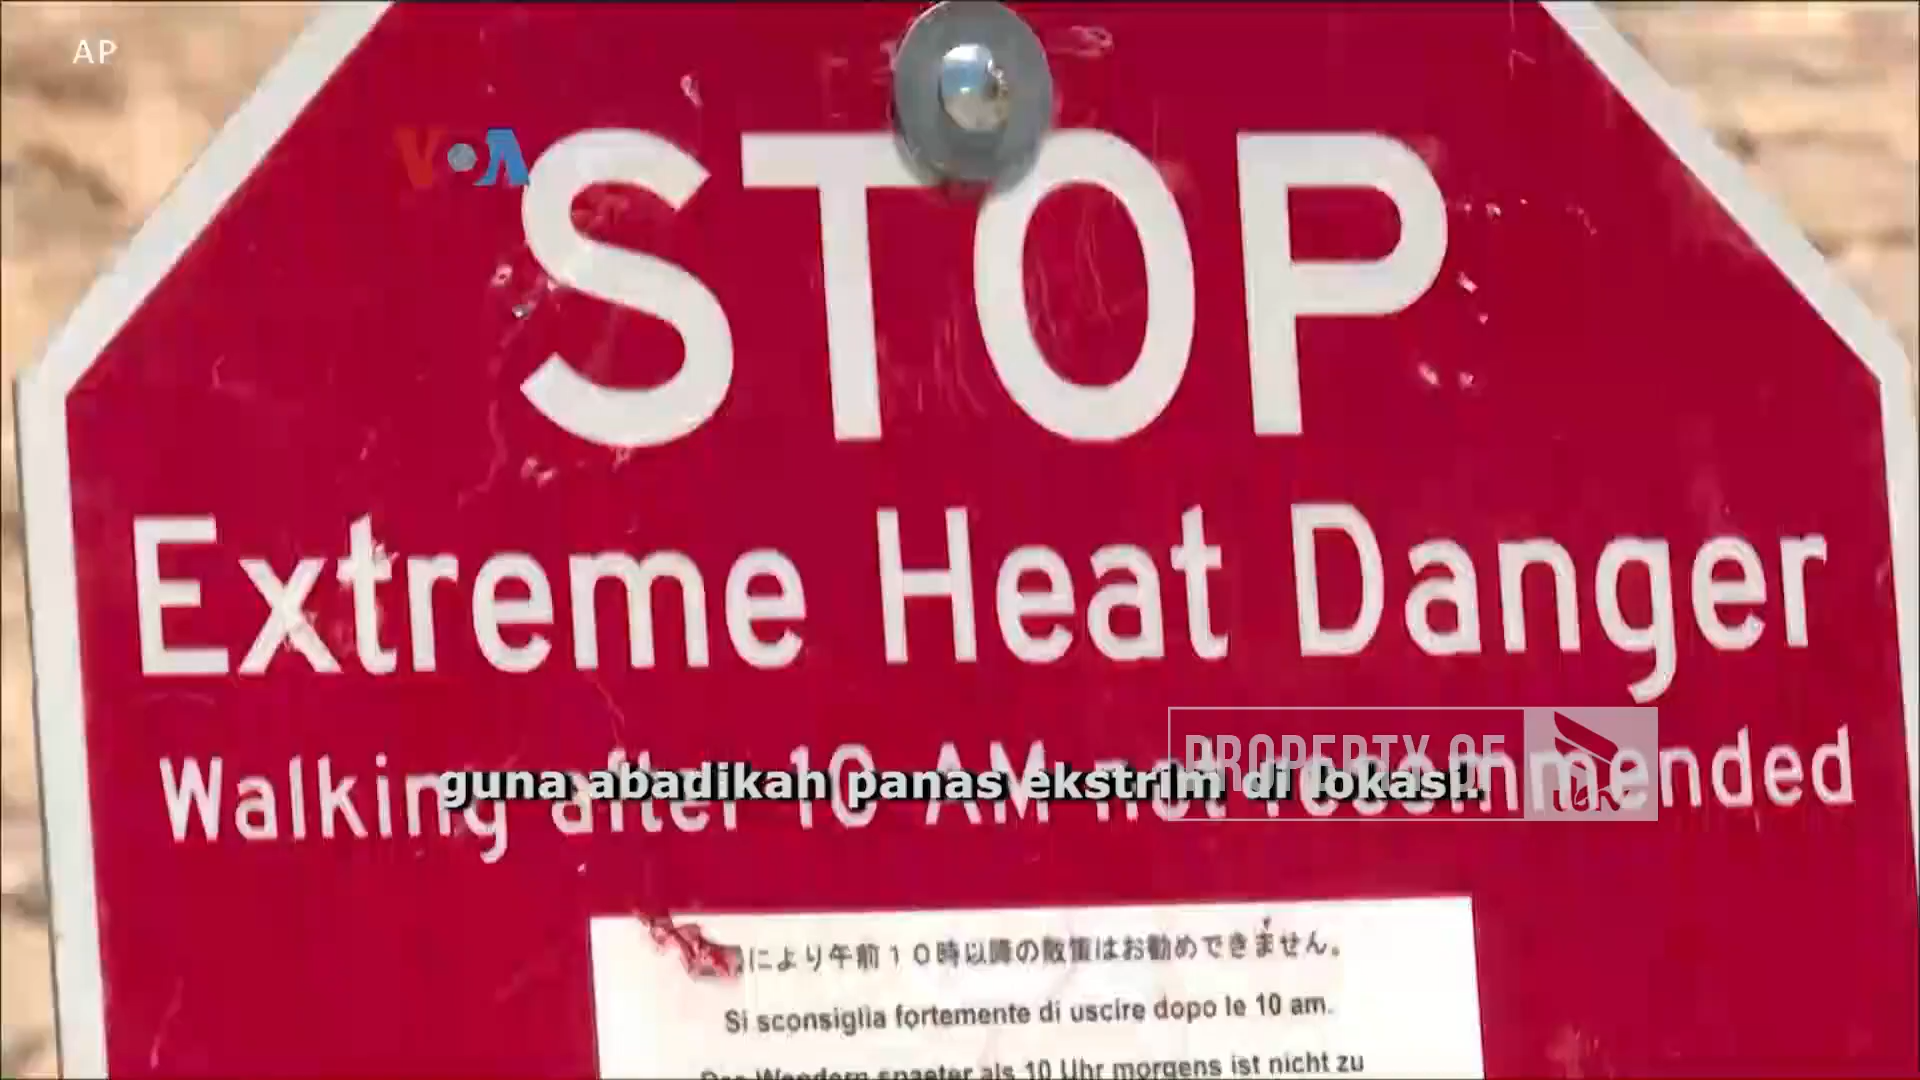 AP
VOA
STOP
Extreme Heat Danger
Walking after 10 AM not recommended
guna abadikah panas ekstrim di lokasi.
PROPERTY OF
により午前10時以降の散策はお勧めできません。
Si sconsiglia fortemente di uscire dopo le 10 am.
Das Wandern spaeter als 10 Uhr morgens ist nicht zu